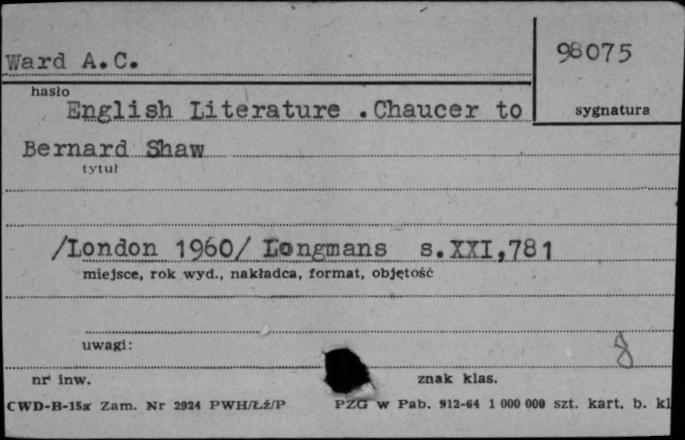 Ward A.C.
98075
hasło
English Literature .Chaucer to
sygnatura
Bernard Shaw
tytuł
/London 1960/ Longmans s.XXI,781
miejsce, rok wyd., nakładca, format, objętość
uwagi:
8
nr inw.
znak klas.
CWD-B-15a Zam. Nr 2924 PWH/Łź/P PZG w Pab. 912-64 1 000 000 szt. kart. b. kl